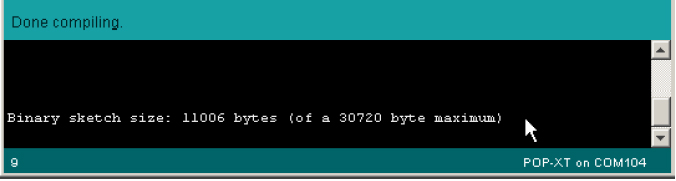 Done compiling.
Binary sketch size: 11006 bytes (of a 30720 byte maximum)
9
POP-XT on COM104